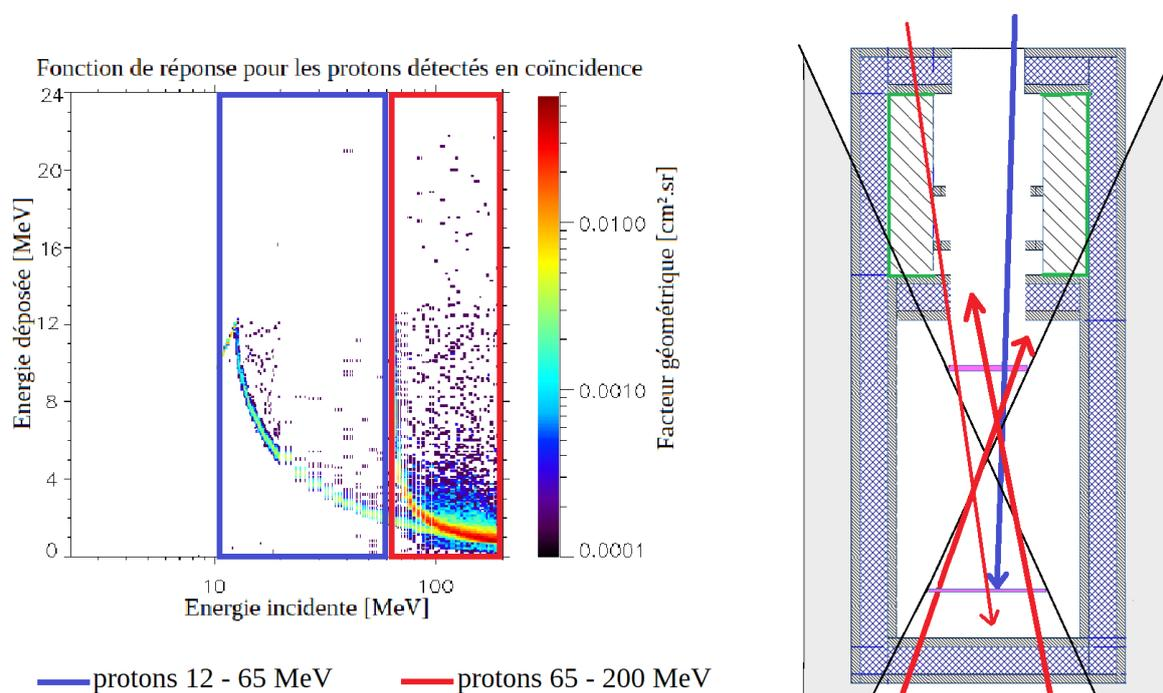 Fonction de réponse pour les protons détectés en coïncidence
24
20
16
12
8
4
0
Energie déposée [MeV]
10
100
Energie incidente [MeV]
0.0100
0.0010
0.0001
Facteur géométrique [cm².sr]
protons 12 - 65 MeV
protons 65 - 200 MeV